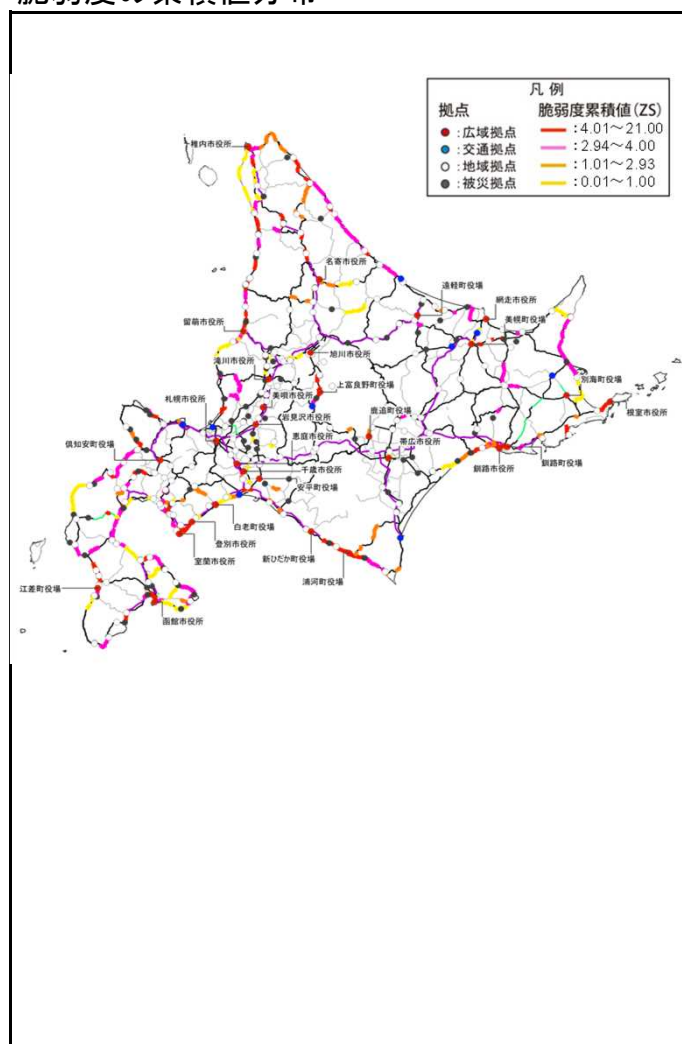 凡例
拠点
●:広域拠点
●:交通拠点
○:地域拠点
●:被災拠点
脆弱度累積値(ZS)
:4.01～21.00
:2.94～4.00
:1.01～2.93
:0.01～1.00
稚内市役所
名寄市役所
遠軽町役場
網走市役所
美幌町役場
留萌市役所
旭川市役所
滝川市役所
上富良野町役場
別海町役場
札幌市役所
美唄市役所
鹿追町役場
根室市役所
岩見沢市役所
倶知安町役場
恵庭市役所
帯広市役所
釧路市役所
釧路町役場
千歳市役所
安平町役場
白老町役場
登別市役所
新ひだか町役場
室蘭市役所
浦河町役場
江差町役場
函館市役所